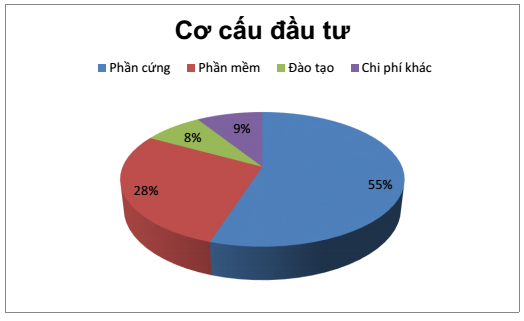 Cơ cấu đầu tư
Phần cứng Phần mềm Đào tạo Chi phí khác
9%
8%
55%
28%